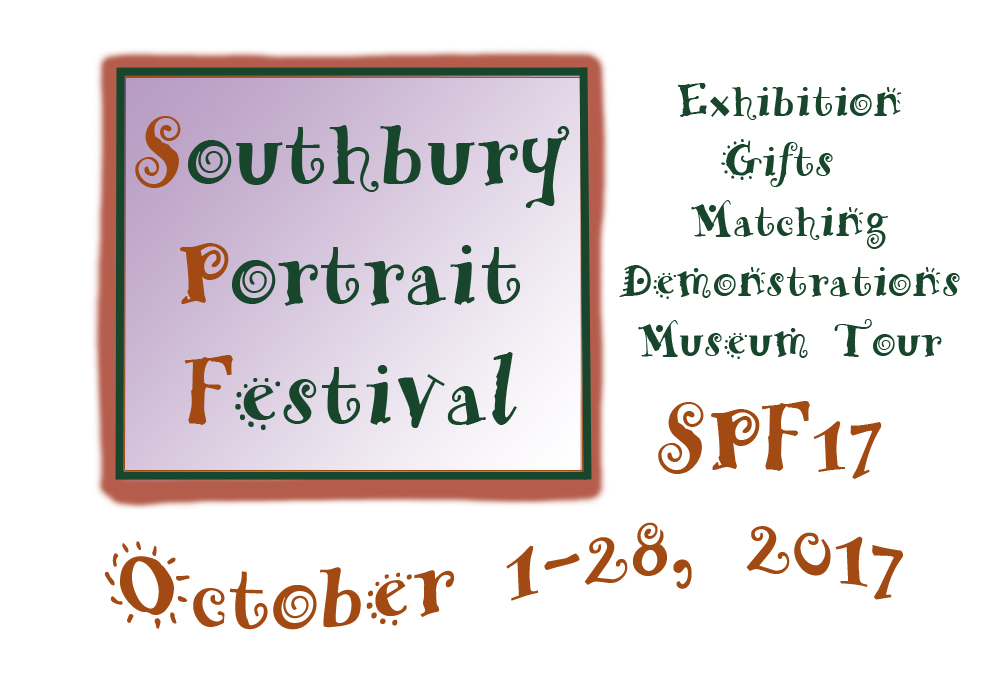 Southbury
Portrait
Festival
Exhibition
Gifts
Matching
Demonstrations
Museum Tour
SPF17
October 1-28, 2017